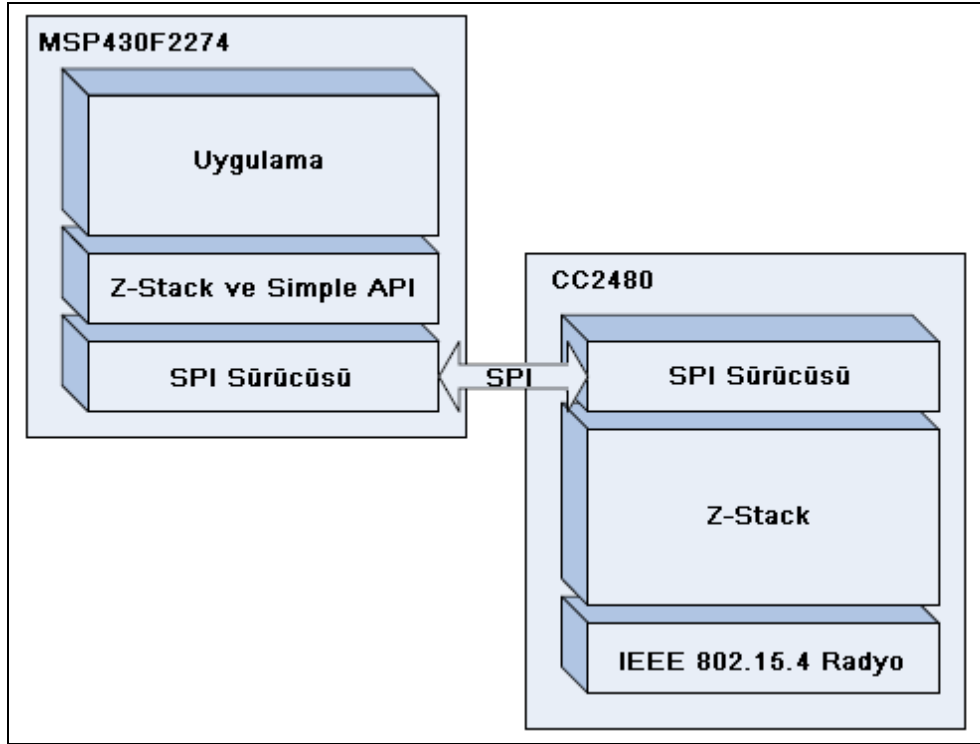 MSP430F2274
Uygulama
Z-Stack ve Simple API
SPI Sürücüsü
SPI
CC2480
SPI Sürücüsü
Z-Stack
IEEE 802.15.4 Radyo